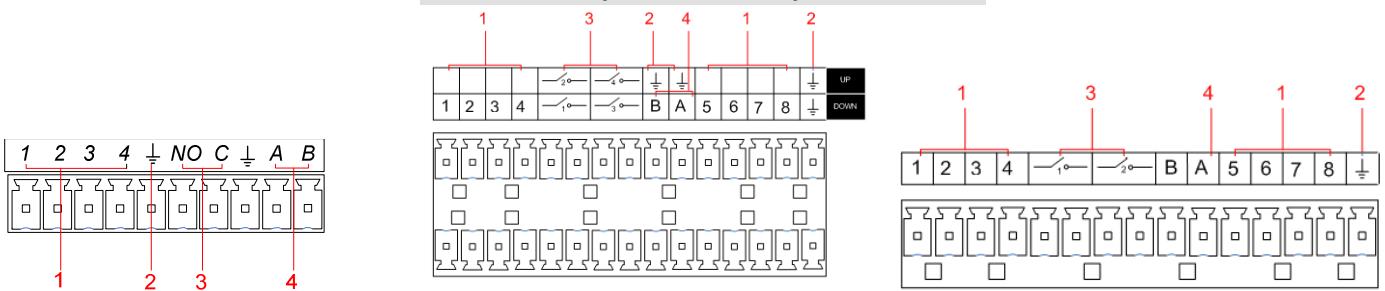 1 2 3 4 ⏚ NO C ⏚ A B
1 2 3 4
1 3 2 4 1 2
2 4 ⏚ ⏚ ⏚ UP
1 2 3 4 1 3 B A 5 6 7 8 ⏚ DOWN
1 3 4 1 2
1 2 3 4 1 2 B A 5 6 7 8 ⏚